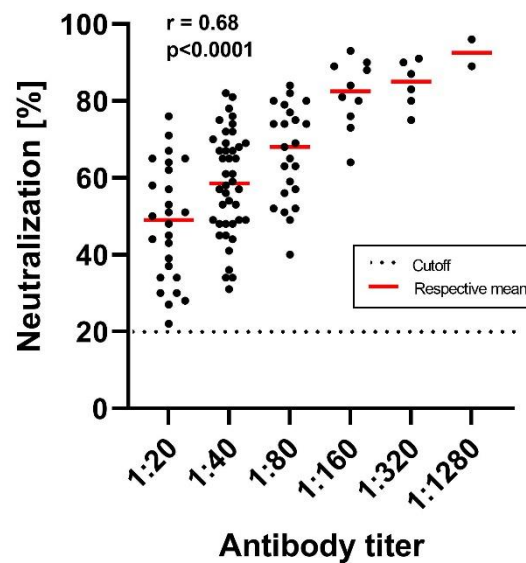 r = 0.68
p<0.0001
Neutralization [%]
100
80
60
40
20
0
Cutoff
Respective mean
1:20
1:40
1:80
1:160
1:320
1:1280
Antibody titer